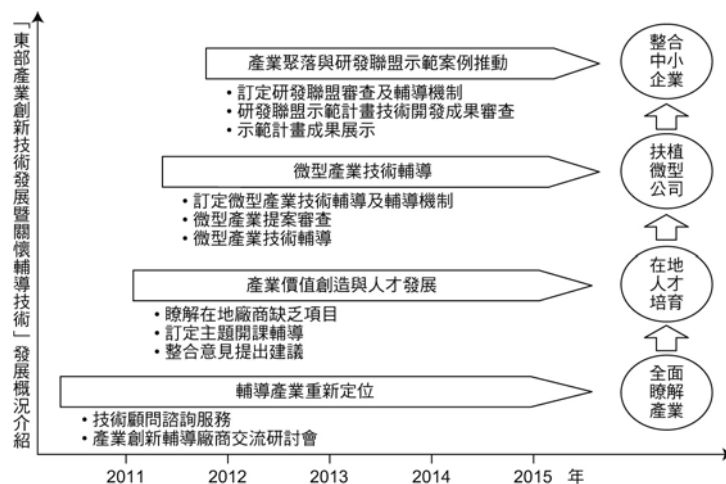 「東部產業創新技術發展暨關懷輔導技術」發展概況介紹
產業聚落與研發聯盟示範案例推動
• 訂定研發聯盟審查及輔導機制
• 研發聯盟示範計畫技術開發成果審查
• 示範計畫成果展示
整合
中小
企業
微型產業技術輔導
• 訂定微型產業技術輔導及輔導機制
• 微型產業提案審查
• 微型產業技術輔導
扶植
微型
公司
產業價值創造與人才發展
• 瞭解在地廠商缺乏項目
• 訂定主題開課輔導
• 整合意見提出建議
在地
人才
培育
輔導產業重新定位
• 技術顧問諮詢服務
• 產業創新輔導廠商交流研討會
全面
瞭解
產業
2011 2012 2013 2014 2015 年